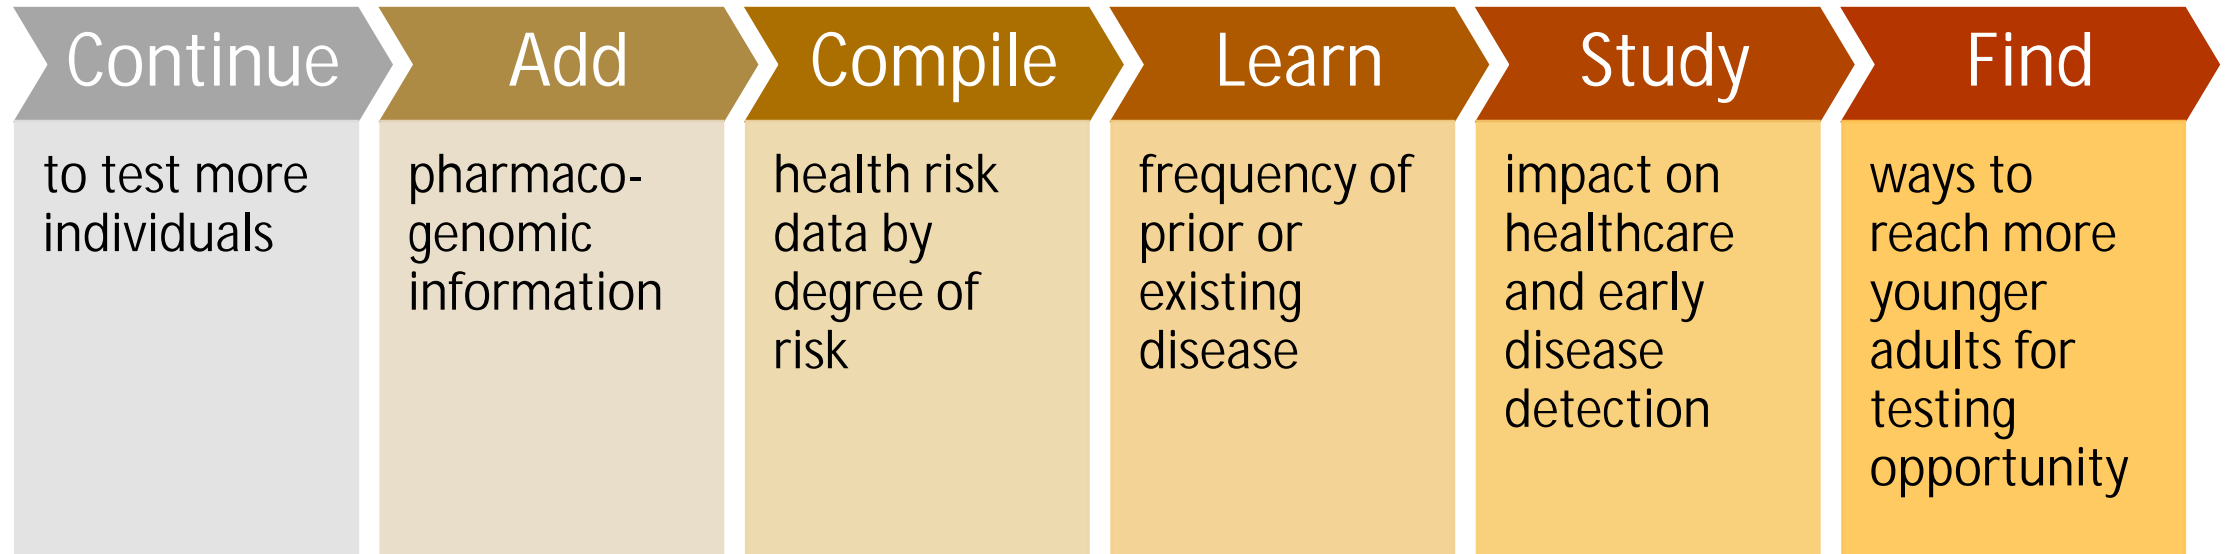 Continue
to test more
individuals
Add
pharmaco-
genomic
information
Compile
health risk
data by
degree of
risk
Learn
frequency of
prior or
existing
disease
Study
impact on
healthcare
and early
disease
detection
Find
ways to
reach more
younger
adults for
testing
opportunity